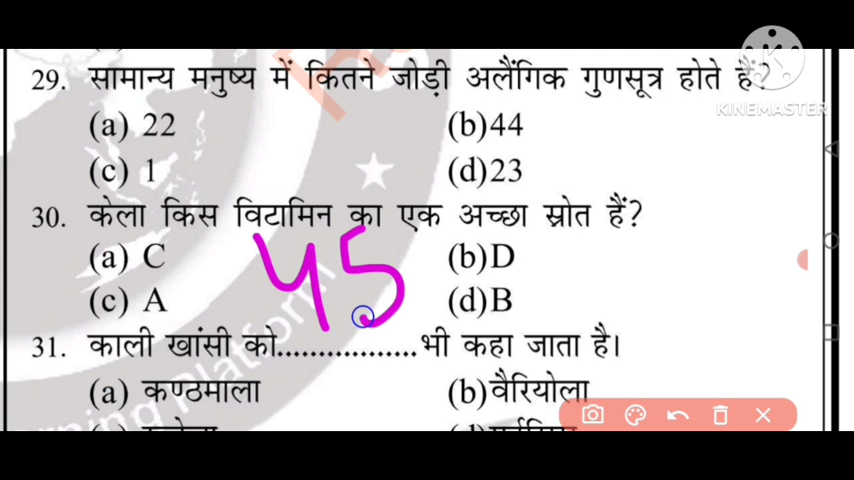 KINEMASTER
29. सामान्य मनुष्य में कितने जोड़ी अलैंगिक गुणसूत्र होते हैं?
(a) 22 (b)44
(c) 1 (d)23
30. केला किस विटामिन का एक अच्छा स्रोत हैं?
(a) C (b)D
45
(c) A (d)B
31. काली खांसी को..................भी कहा जाता है।
(a) कण्ठमाला (b)वैरियोला